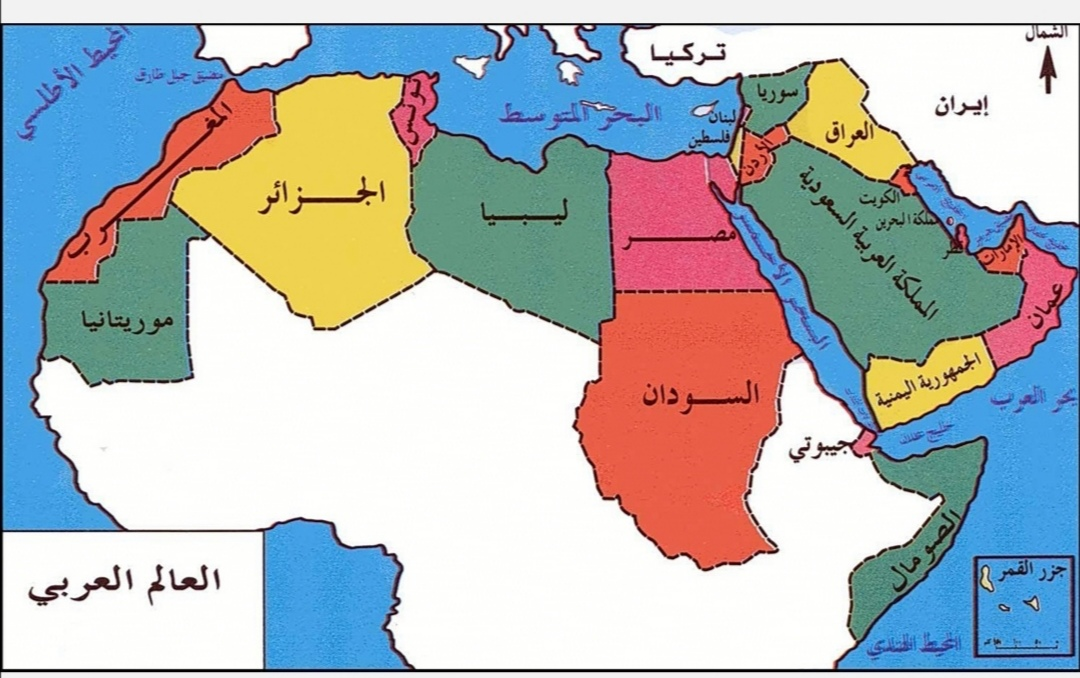 الشمال
المحيط الأطلسي
مضيق جبل طارق
تركيا
إيران
البحر المتوسط
سوريا
لبنان
فلسطين
العراق
الأردن
المغرب
تونس
الجزائر
ليبيا
مصر
الكويت
مملكة البحرين
قطر
الإمارات
المملكة العربية السعودية
عمان
البحر الأحمر
موريتانيا
السودان
الجمهورية اليمنية
بحر العرب
خليج عدن
جيبوتي
الصومال
جزر القمر
المحيط الهندي
العالم العربي